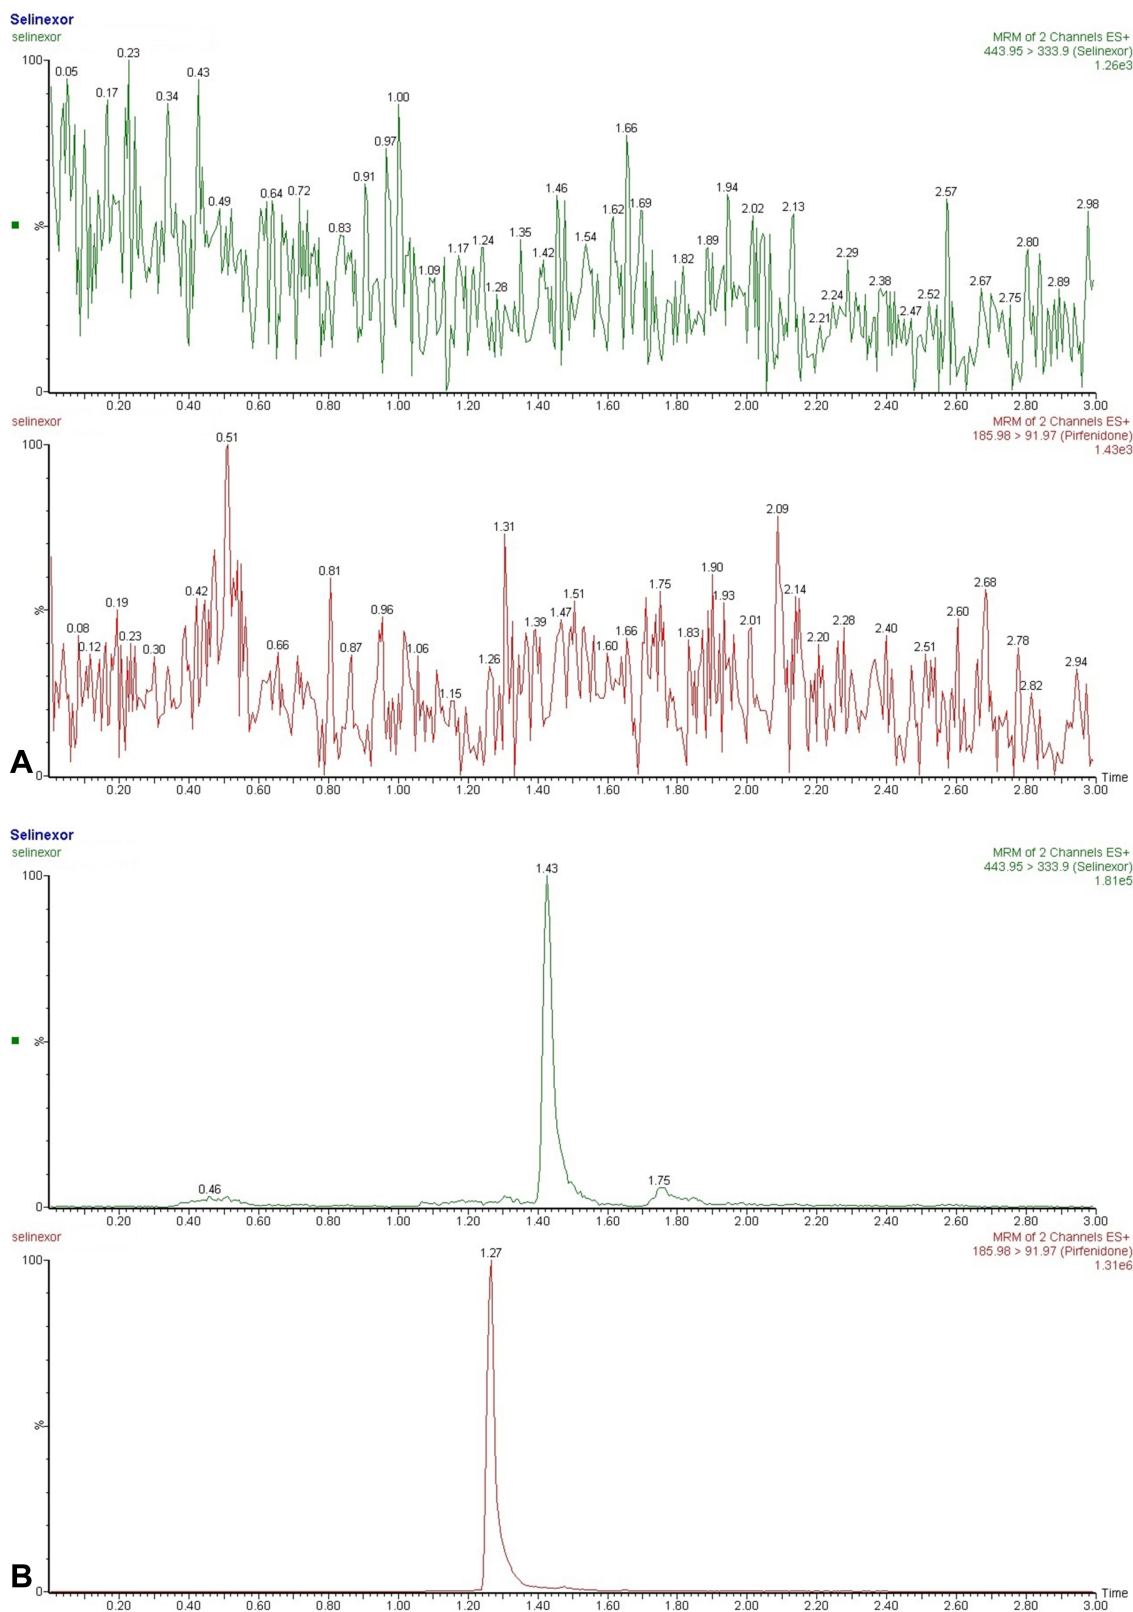 Selinexor
selinexor
MRM of 2 Channels ES+
443.95 > 333.9 (Selinexor)
1.26e3
100
%
0
0.05 0.17 0.23 0.34 0.43 0.49 0.64 0.72 0.83 0.91 0.97 1.00 1.09 1.17 1.24 1.28 1.35 1.42 1.46 1.54 1.62 1.66 1.69 1.82 1.89 1.94 2.02 2.13 2.21 2.24 2.29 2.38 2.47 2.52 2.57 2.67 2.75 2.80 2.89 2.98
0.20 0.40 0.60 0.80 1.00 1.20 1.40 1.60 1.80 2.00 2.20 2.40 2.60 2.80 3.00
selinexor
MRM of 2 Channels ES+
185.98 > 91.97 (Pirfenidone)
1.43e3
100
%
0
0.08 0.12 0.19 0.23 0.30 0.42 0.51 0.66 0.81 0.87 0.96 1.06 1.15 1.26 1.31 1.39 1.47 1.51 1.60 1.66 1.75 1.83 1.90 1.93 2.01 2.09 2.14 2.20 2.28 2.40 2.51 2.60 2.68 2.78 2.82 2.94
A
Time
0.20 0.40 0.60 0.80 1.00 1.20 1.40 1.60 1.80 2.00 2.20 2.40 2.60 2.80 3.00
Selinexor
selinexor
MRM of 2 Channels ES+
443.95 > 333.9 (Selinexor)
1.81e5
100
%
0
0.46 1.43 1.75
0.20 0.40 0.60 0.80 1.00 1.20 1.40 1.60 1.80 2.00 2.20 2.40 2.60 2.80 3.00
selinexor
MRM of 2 Channels ES+
185.98 > 91.97 (Pirfenidone)
1.31e6
100
%
0
1.27
B
Time
0.20 0.40 0.60 0.80 1.00 1.20 1.40 1.60 1.80 2.00 2.20 2.40 2.60 2.80 3.00